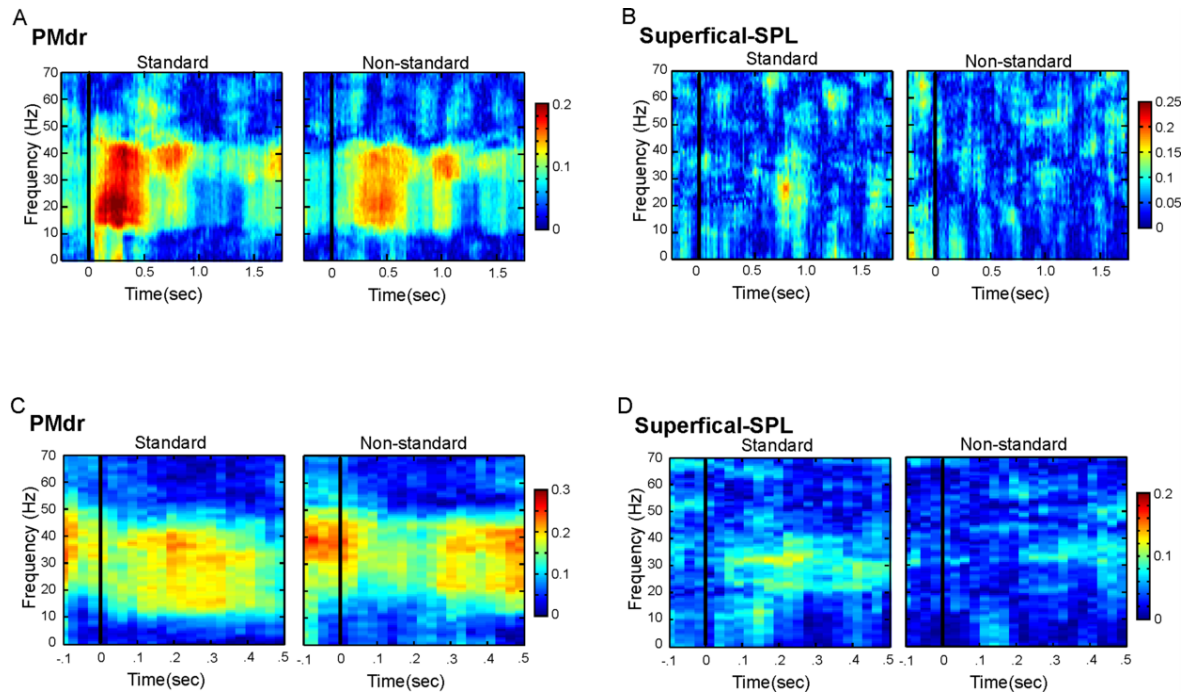 A
PMdr
Standard
Non-standard
70
60
50
40
30
20
10
0
Frequency (Hz)
0 0.5 1.0 1.5
Time(sec)
0 0.5 1.0 1.5
Time(sec)
0.2
0.1
0
B
Superfical-SPL
Standard
Non-standard
70
60
50
40
30
20
10
0
Frequency (Hz)
0 0.5 1.0 1.5
Time(sec)
0 0.5 1.0 1.5
Time(sec)
0.25
0.2
0.15
0.1
0.05
0
C
PMdr
Standard
Non-standard
70
60
50
40
30
20
10
0
Frequency (Hz)
-.1 0 .1 .2 .3 .4 .5
Time(sec)
-.1 0 .1 .2 .3 .4 .5
Time(sec)
0.3
0.2
0.1
0
D
Superfical-SPL
Standard
Non-standard
70
60
50
40
30
20
10
0
Frequency (Hz)
-.1 0 .1 .2 .3 .4 .5
Time(sec)
-.1 0 .1 .2 .3 .4 .5
Time(sec)
0.2
0.1
0